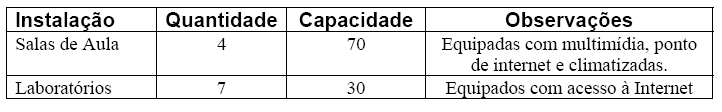 Instalação Quantidade Capacidade Observações
Salas de Aula 4 70 Equipadas com multimídia, ponto
de internet e climatizadas.
Laboratórios 7 30 Equipados com acesso à Internet